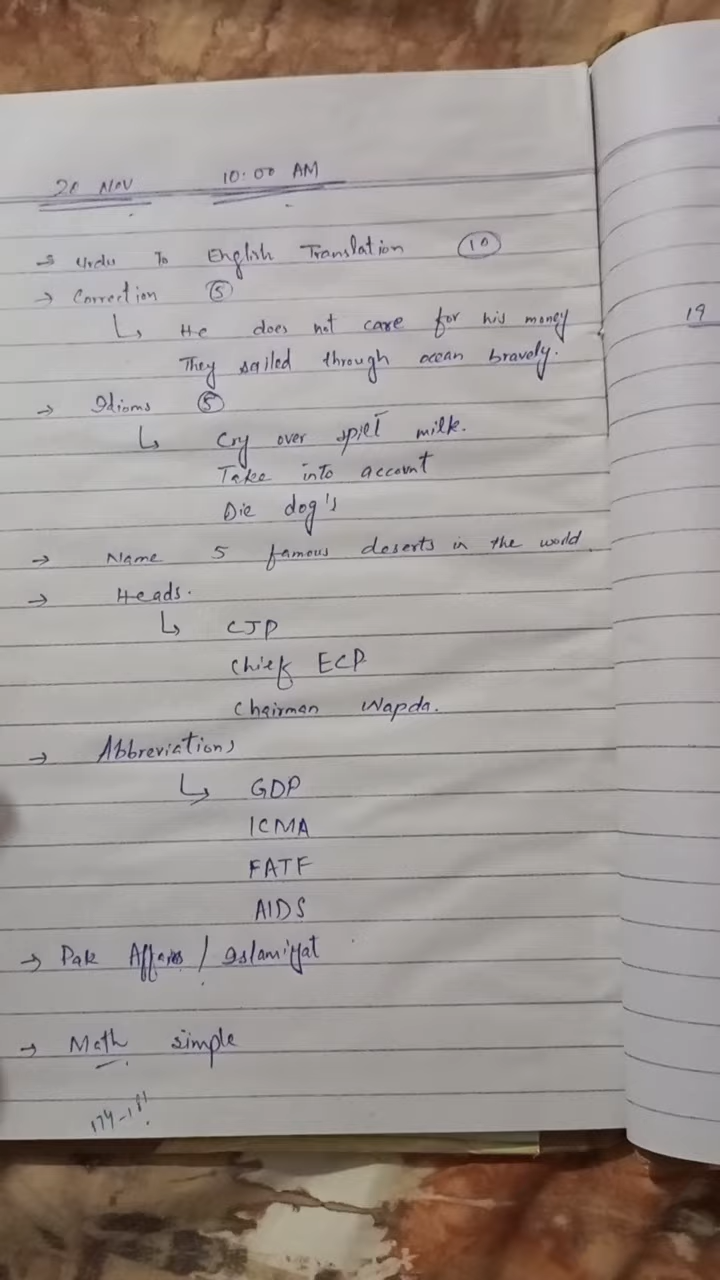 20 Nov 10:00 AM
→ Urdu To English Translation 10
→ Correction 5
↳ He does not care for his money
They sailed through ocean bravely.
19
→ Idioms 5
↳ Cry over spilt milk.
Take into account
Die dog's
→ Name 5 famous deserts in the world.
→ Heads.
↳ CJP
Chief ECP
Chairman Wapda.
→ Abbreviations
↳ GDP
ICMA
FATF
AIDS
→ Pak Affairs / Islamiyat
→ Math simple
174-181